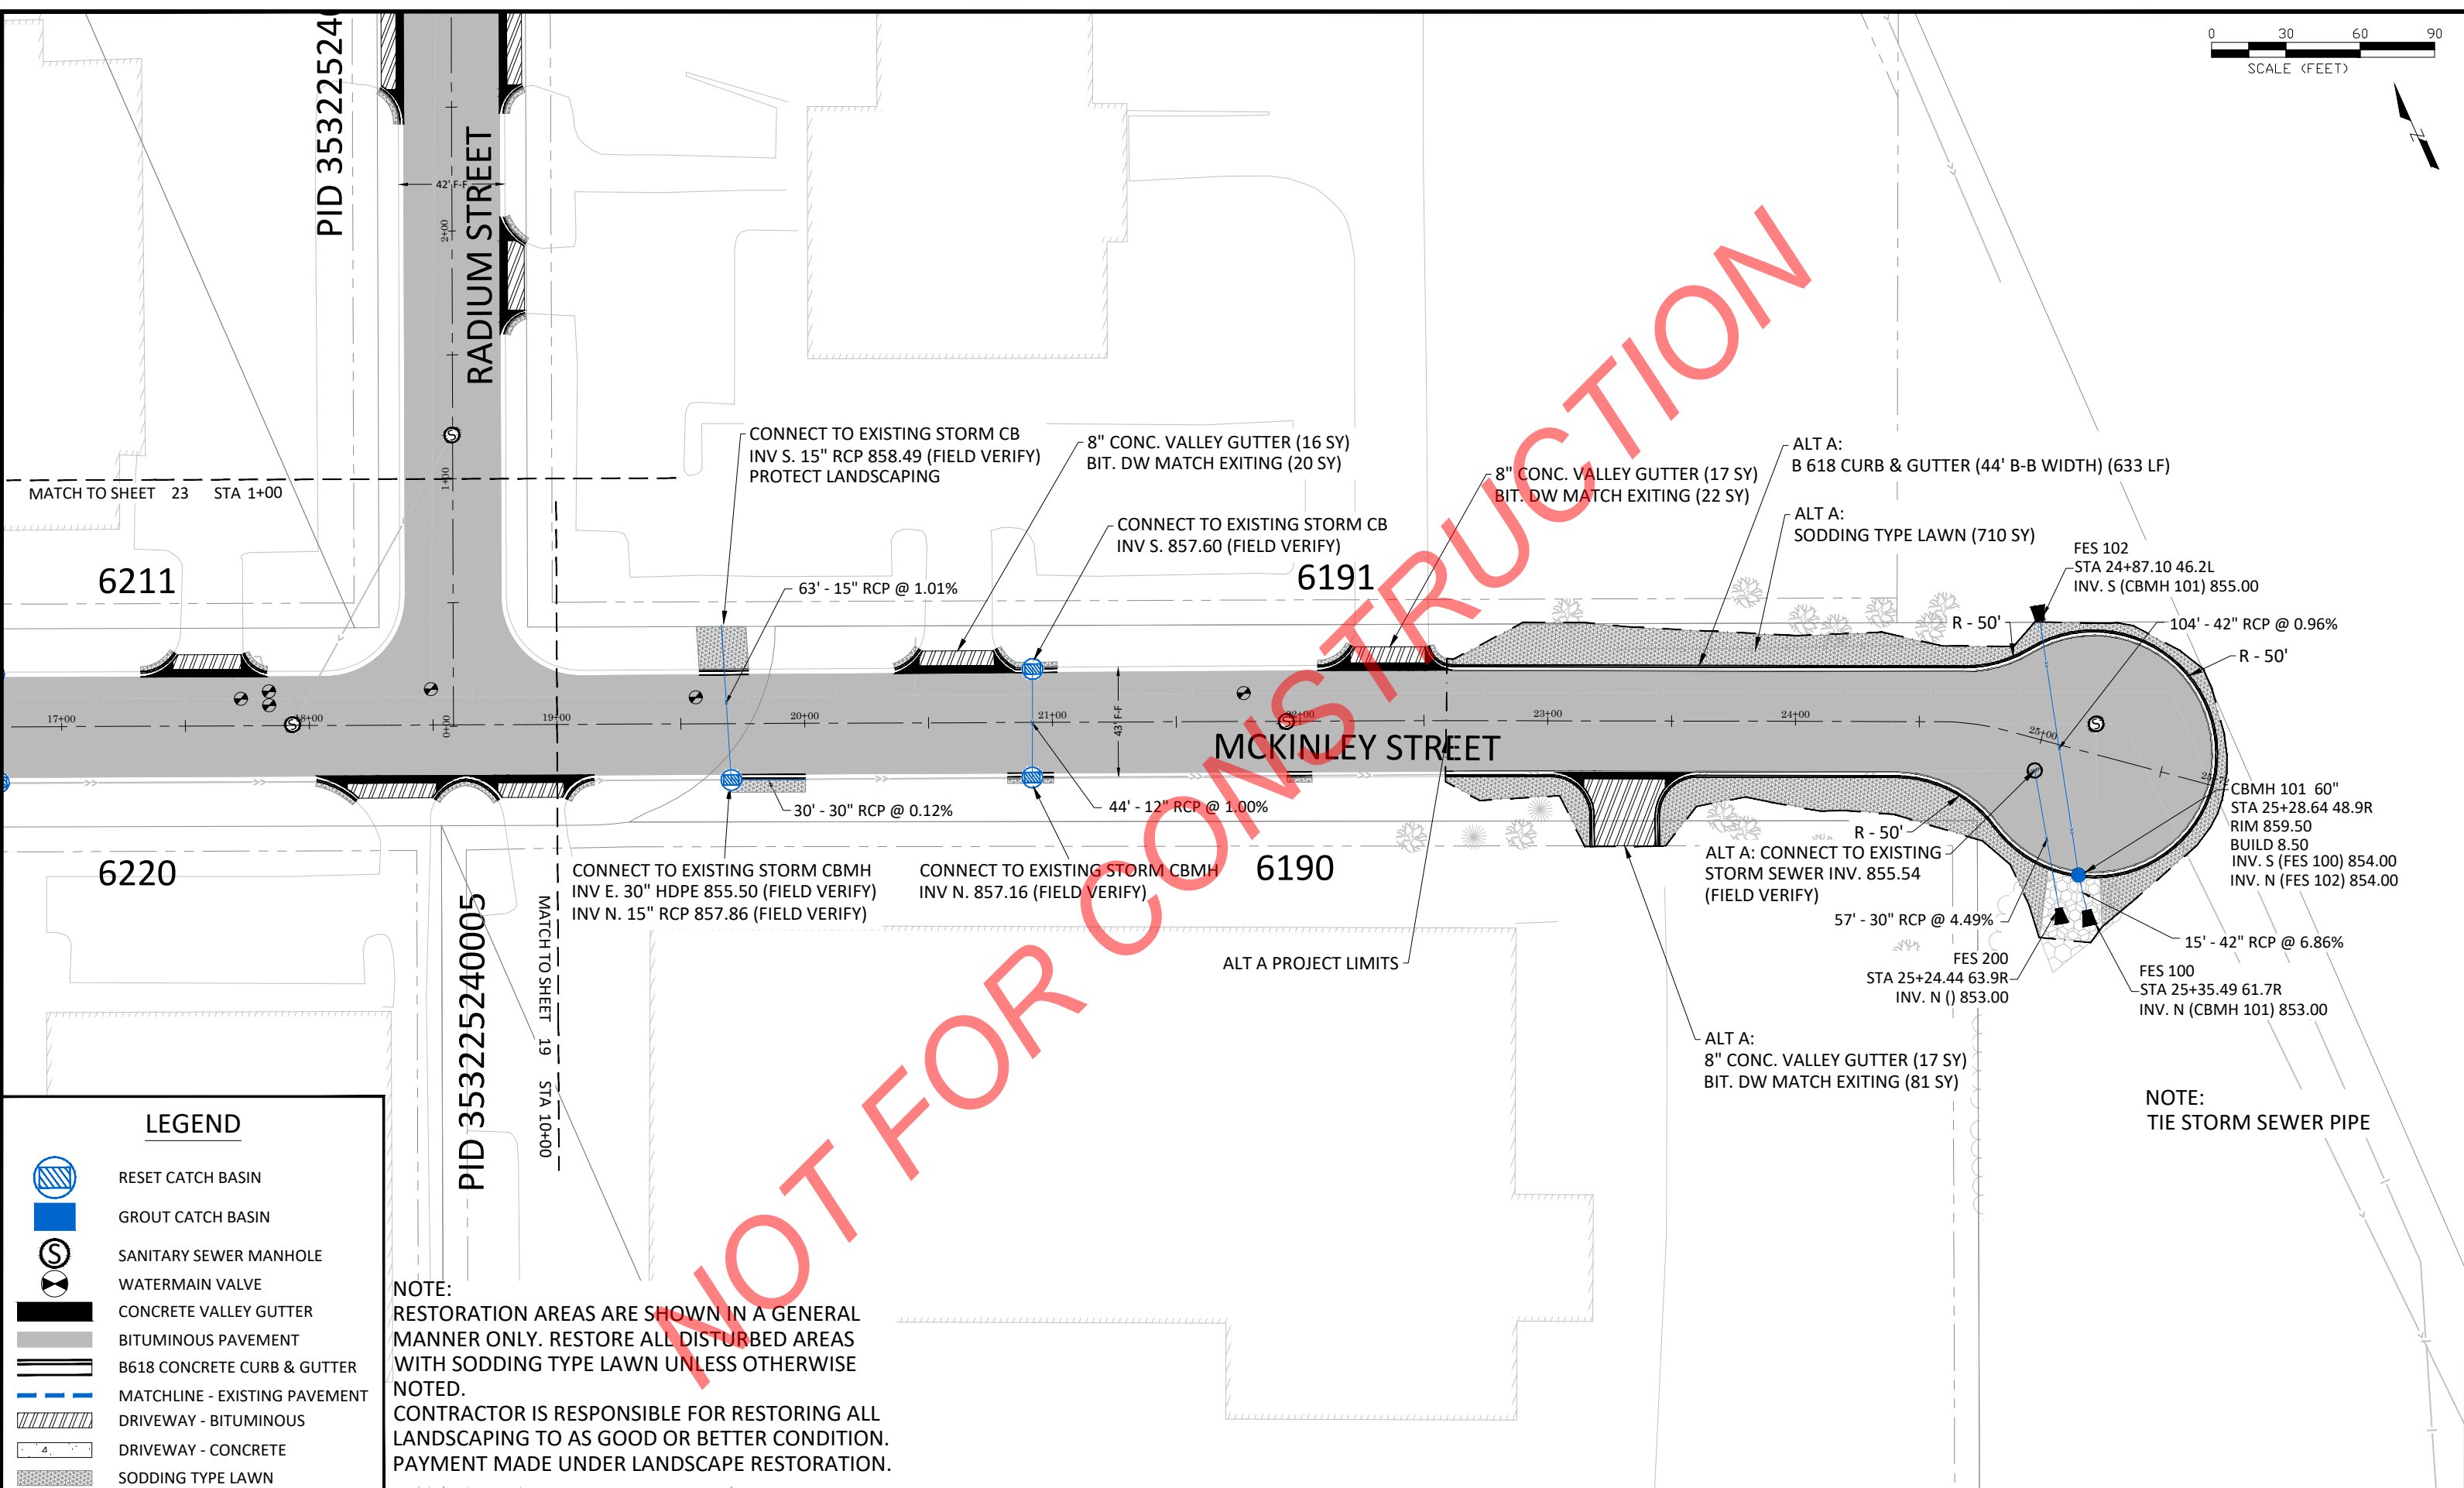 0 30 60 90
SCALE (FEET)
N
PID 3532252240
RADIUM STREET
42' F-F
2+00
1+00
0+00
MATCH TO SHEET 23 STA 1+00
6211
CONNECT TO EXISTING STORM CB
INV S. 15" RCP 858.49 (FIELD VERIFY)
PROTECT LANDSCAPING
8" CONC. VALLEY GUTTER (16 SY)
BIT. DW MATCH EXITING (20 SY)
CONNECT TO EXISTING STORM CB
INV S. 857.60 (FIELD VERIFY)
63' - 15" RCP @ 1.01%
6191
8" CONC. VALLEY GUTTER (17 SY)
BIT. DW MATCH EXITING (22 SY)
ALT A:
B 618 CURB & GUTTER (44' B-B WIDTH) (633 LF)
ALT A:
SODDING TYPE LAWN (710 SY)
FES 102
STA 24+87.10 46.2L
INV. S (CBMH 101) 855.00
R - 50'
104' - 42" RCP @ 0.96%
R - 50'
17+00
18+00
19+00
20+00
21+00
22+00
23+00
24+00
25+00
43' F-F
MCKINLEY STREET
30' - 30" RCP @ 0.12%
44' - 12" RCP @ 1.00%
CONNECT TO EXISTING STORM CBMH
INV E. 30" HDPE 855.50 (FIELD VERIFY)
INV N. 15" RCP 857.86 (FIELD VERIFY)
CONNECT TO EXISTING STORM CBMH
INV N. 857.16 (FIELD VERIFY)
6220
6190
PID 3532252240005
MATCH TO SHEET 19 STA 10+00
ALT A PROJECT LIMITS
R - 50'
ALT A: CONNECT TO EXISTING
STORM SEWER INV. 855.54
(FIELD VERIFY)
57' - 30" RCP @ 4.49%
CBMH 101 60"
STA 25+28.64 48.9R
RIM 859.50
BUILD 8.50
INV. S (FES 100) 854.00
INV. N (FES 102) 854.00
15' - 42" RCP @ 6.86%
FES 200
STA 25+24.44 63.9R
INV. N () 853.00
FES 100
STA 25+35.49 61.7R
INV. N (CBMH 101) 853.00
ALT A:
8" CONC. VALLEY GUTTER (17 SY)
BIT. DW MATCH EXITING (81 SY)
NOTE:
TIE STORM SEWER PIPE
NOT FOR CONSTRUCTION
LEGEND
RESET CATCH BASIN
GROUT CATCH BASIN
S SANITARY SEWER MANHOLE
WATERMAIN VALVE
CONCRETE VALLEY GUTTER
BITUMINOUS PAVEMENT
B618 CONCRETE CURB & GUTTER
MATCHLINE - EXISTING PAVEMENT
DRIVEWAY - BITUMINOUS
DRIVEWAY - CONCRETE
SODDING TYPE LAWN
NOTE:
RESTORATION AREAS ARE SHOWN IN A GENERAL
MANNER ONLY. RESTORE ALL DISTURBED AREAS
WITH SODDING TYPE LAWN UNLESS OTHERWISE
NOTED.
CONTRACTOR IS RESPONSIBLE FOR RESTORING ALL
LANDSCAPING TO AS GOOD OR BETTER CONDITION.
PAYMENT MADE UNDER LANDSCAPE RESTORATION.